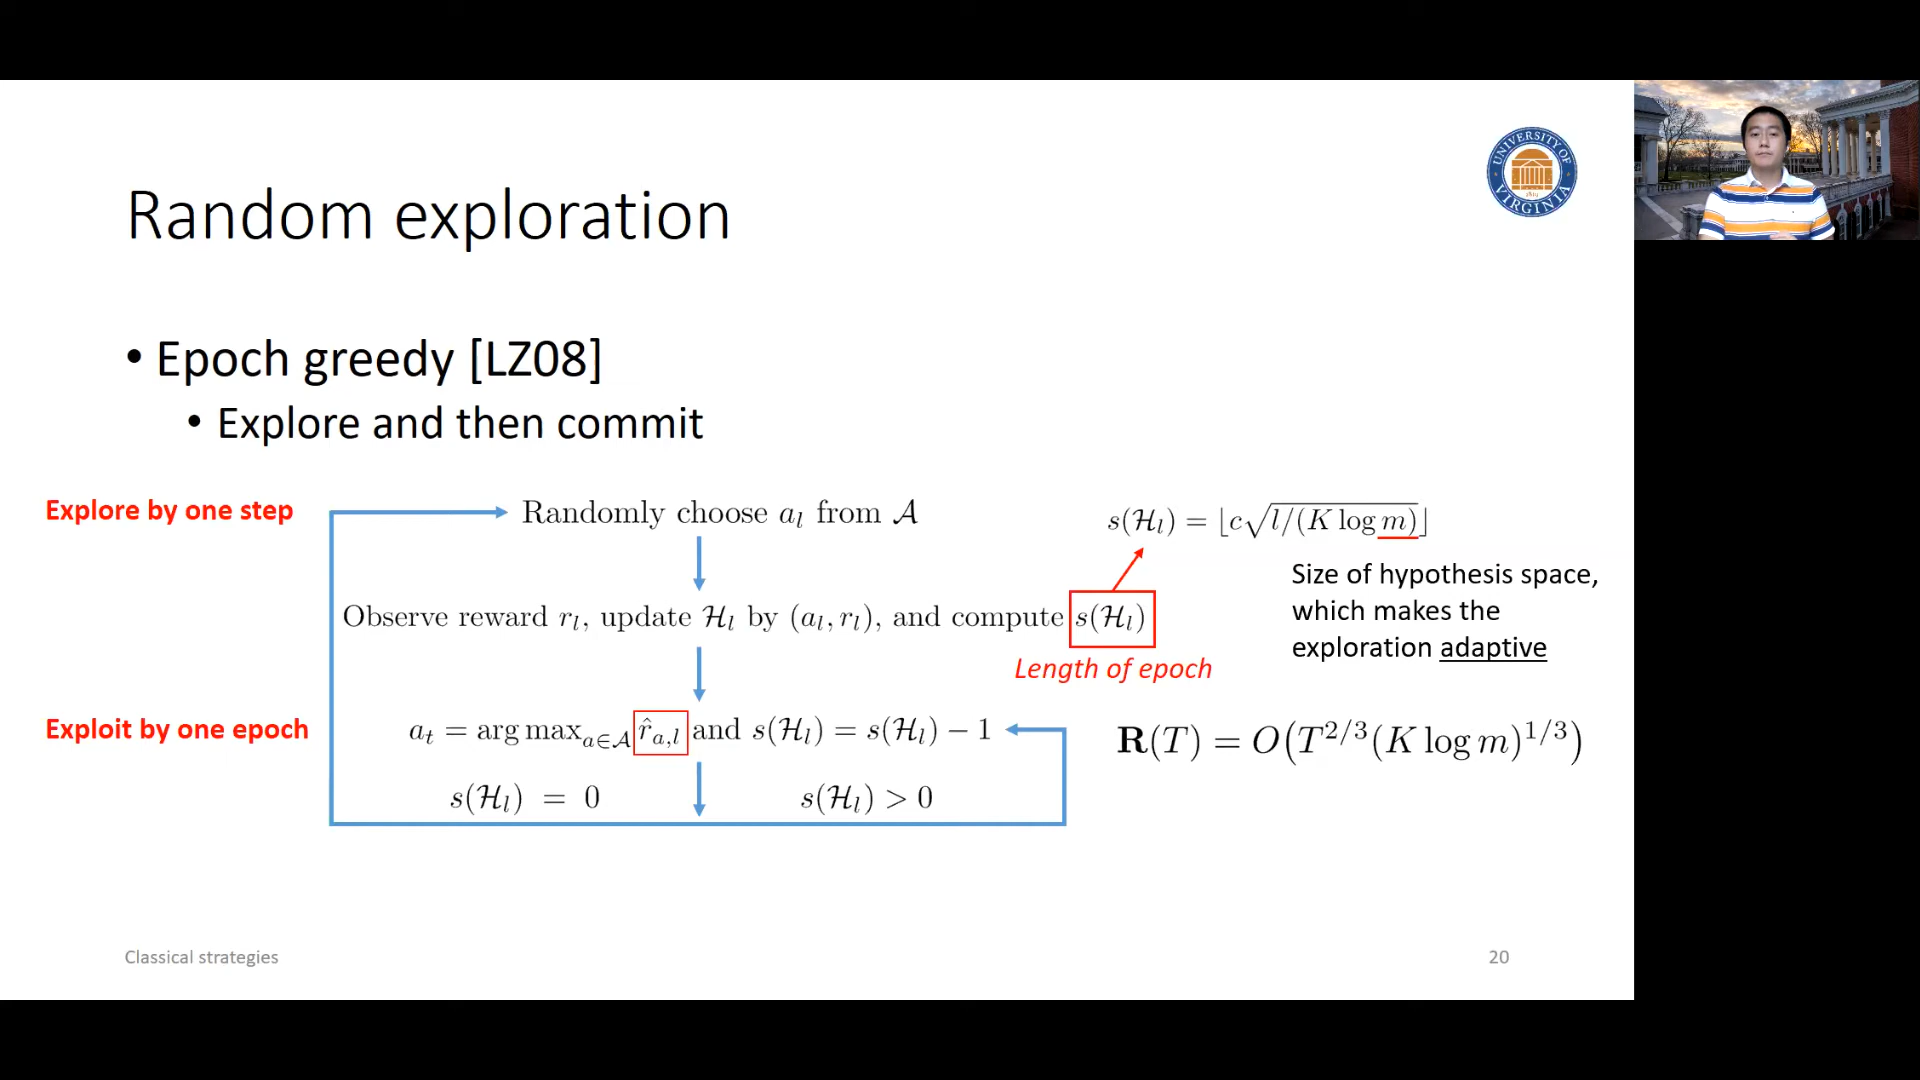 UNIVERSITY OF VIRGINIA
1819
Random exploration
• Epoch greedy [LZ08]
• Explore and then commit
Explore by one step
Randomly choose a_l from 𝒜
s(ℋ_l) = ⌊c√(l/(K log m))⌋
Size of hypothesis space,
which makes the
exploration adaptive
Observe reward r_l, update ℋ_l by (a_l, r_l), and compute s(ℋ_l)
Length of epoch
Exploit by one epoch
a_t = arg max_{a∈𝒜} r̂_{a,l} and s(ℋ_l) = s(ℋ_l) − 1
R(T) = O(T^{2/3}(K log m)^{1/3})
s(ℋ_l) = 0
s(ℋ_l) > 0
Classical strategies
20